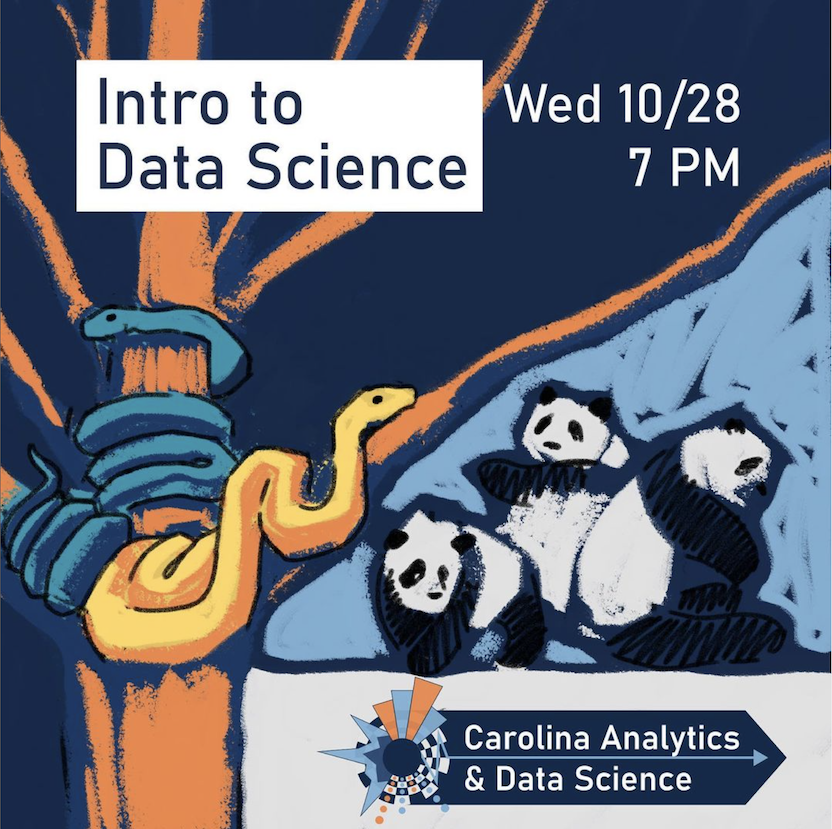 Intro to
Data Science
Wed 10/28
7 PM
Carolina Analytics
& Data Science